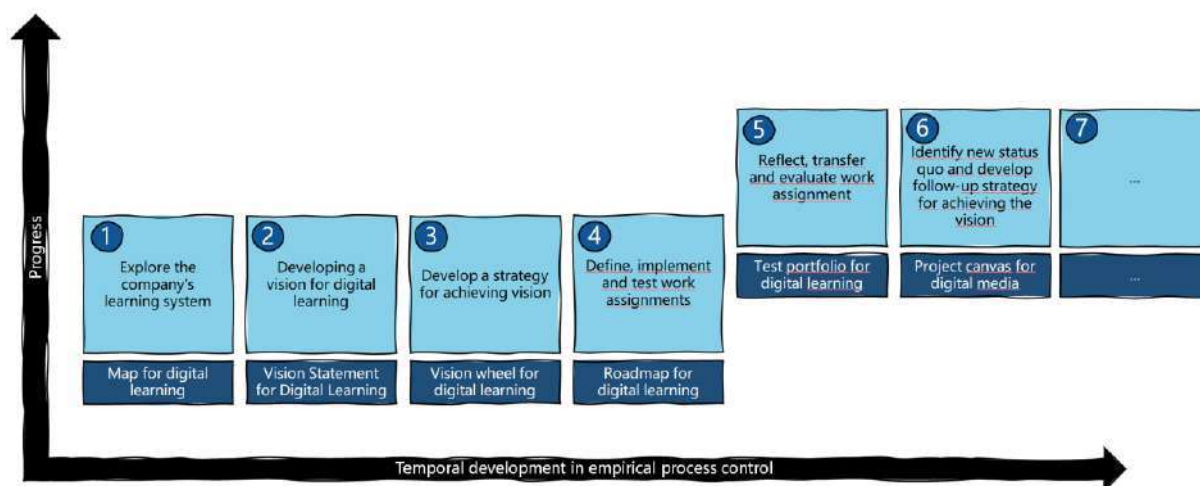 Progress
1
Explore the
company's
learning system
Map for digital
learning
2
Developing a
vision for digital
learning
Vision Statement
for Digital Learning
3
Develop a strategy
for achieving vision
Vision wheel for
digital learning
4
Define, implement
and test work
assignments
Roadmap for
digital learning
5
Reflect, transfer
and evaluate work
assignment
Test portfolio for
digital learning
6
Identify new status
quo and develop
follow-up strategy
for achieving the
vision
Project canvas for
digital media
7
...
...
Temporal development in empirical process control